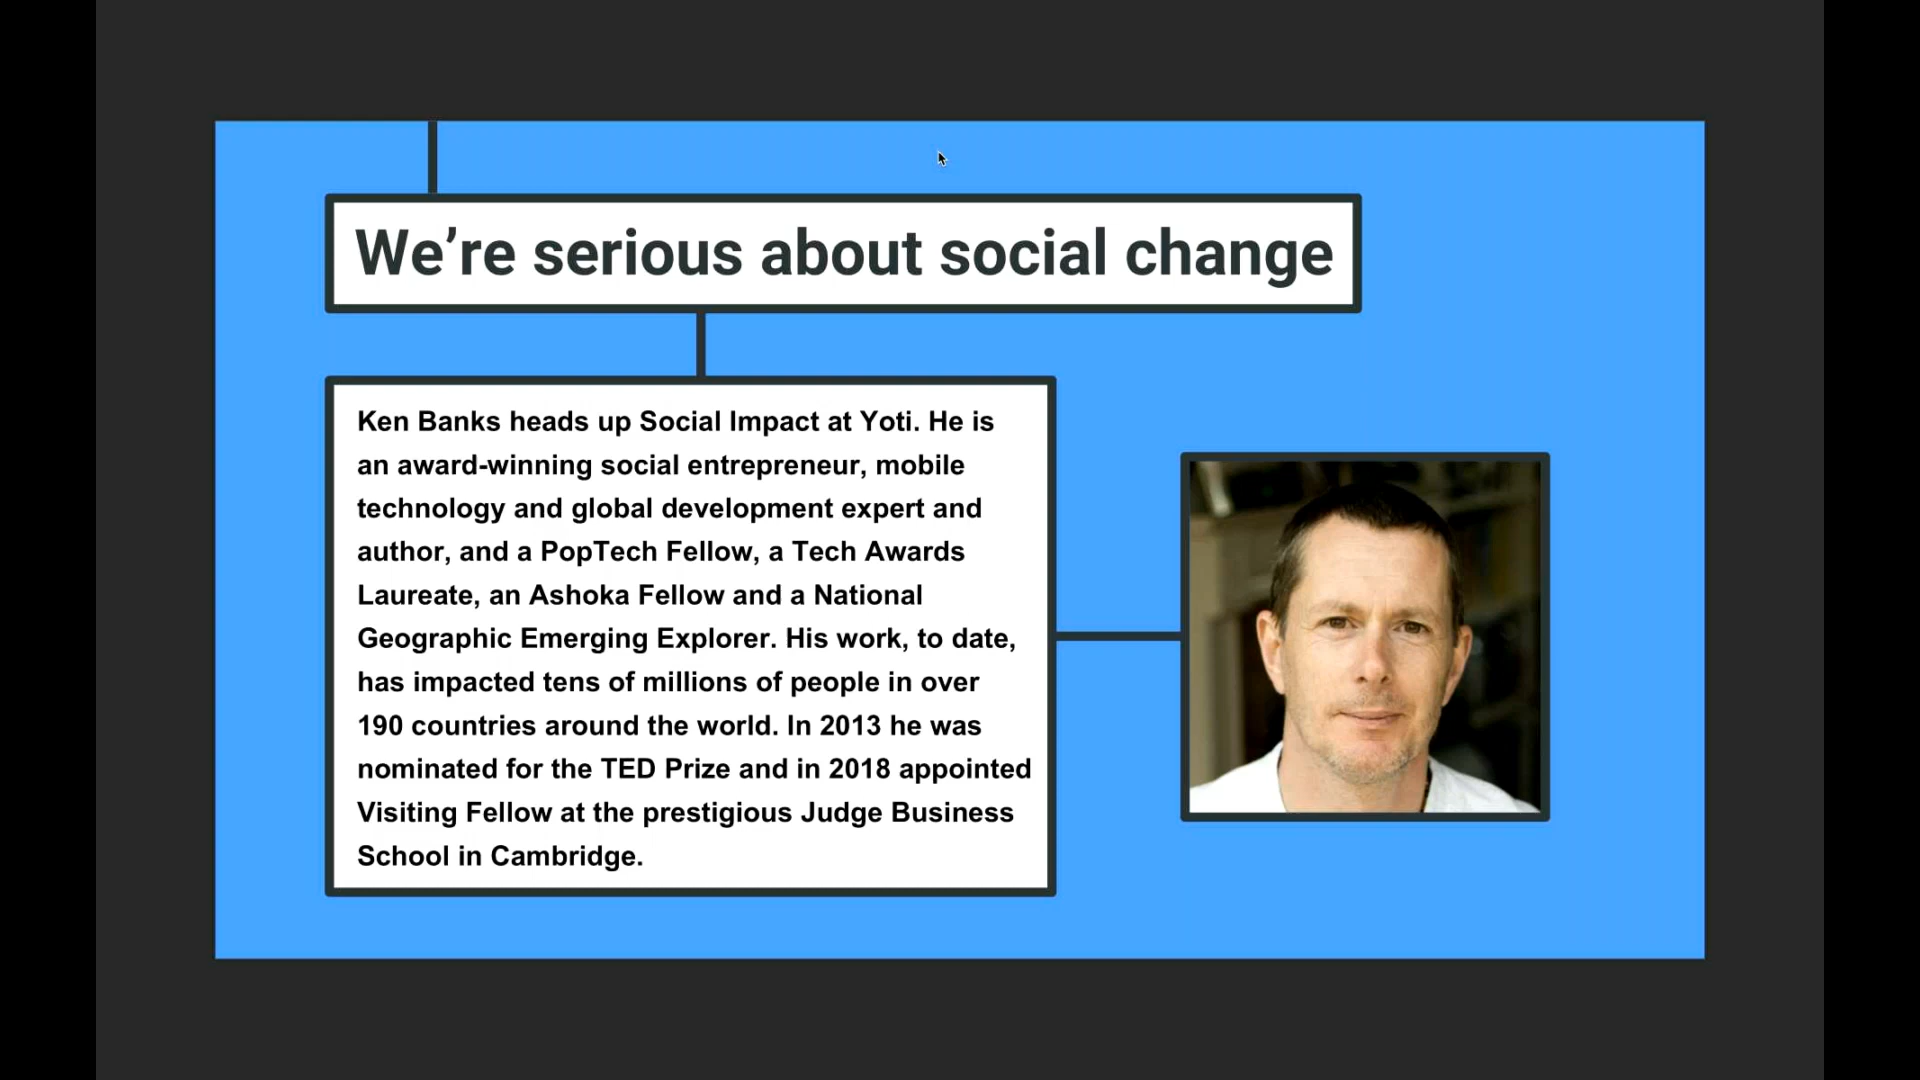 We’re serious about social change
Ken Banks heads up Social Impact at Yoti. He is
an award-winning social entrepreneur, mobile
technology and global development expert and
author, and a PopTech Fellow, a Tech Awards
Laureate, an Ashoka Fellow and a National
Geographic Emerging Explorer. His work, to date,
has impacted tens of millions of people in over
190 countries around the world. In 2013 he was
nominated for the TED Prize and in 2018 appointed
Visiting Fellow at the prestigious Judge Business
School in Cambridge.